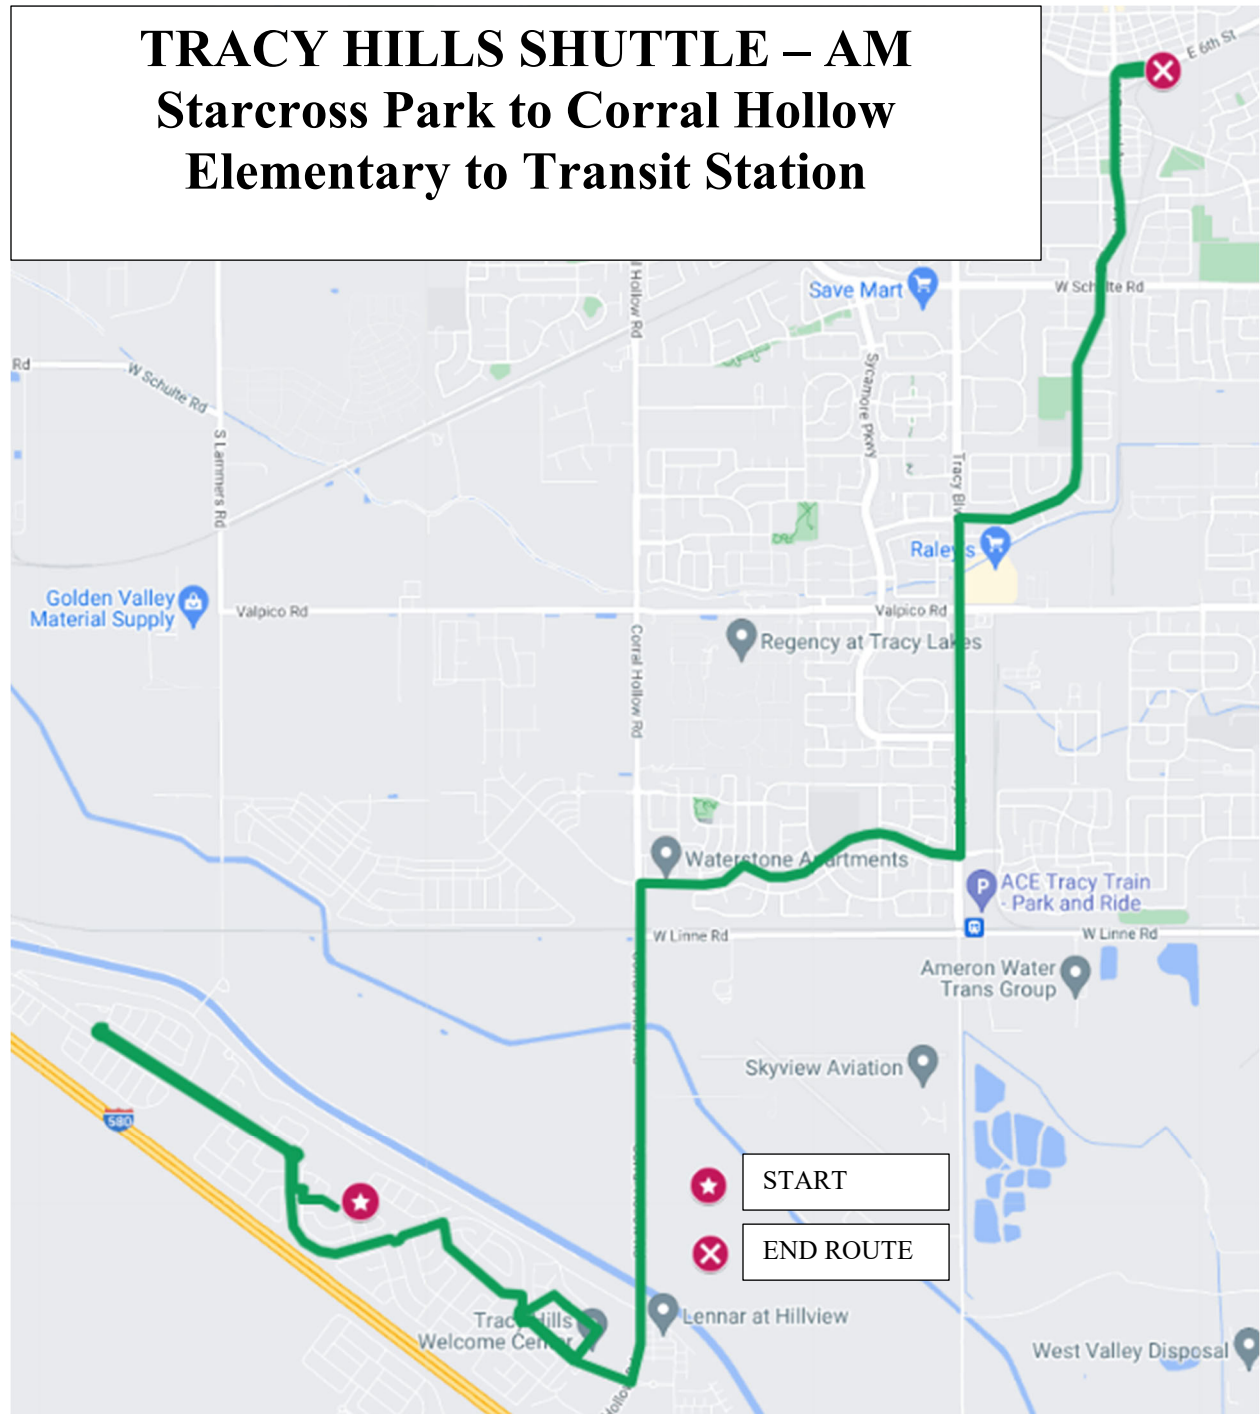 TRACY HILLS SHUTTLE – AM
Starcross Park to Corral Hollow
Elementary to Transit Station
E 6th St
Hollow Rd
Save Mart
W Schulte Rd
Rd
W Schulte Rd
Sycamore Pkwy
S Lammers Rd
Tracy Blv
Raley's
Golden Valley
Material Supply
Valpico Rd
Valpico Rd
Corral Hollow Rd
Regency at Tracy Lakes
Waterstone Apartments
ACE Tracy Train
- Park and Ride
P
W Linne Rd
W Linne Rd
Ameron Water
Trans Group
Skyview Aviation
580
START
END ROUTE
Tracy Hills
Welcome Center
Lennar at Hillview
West Valley Disposal
Hollow